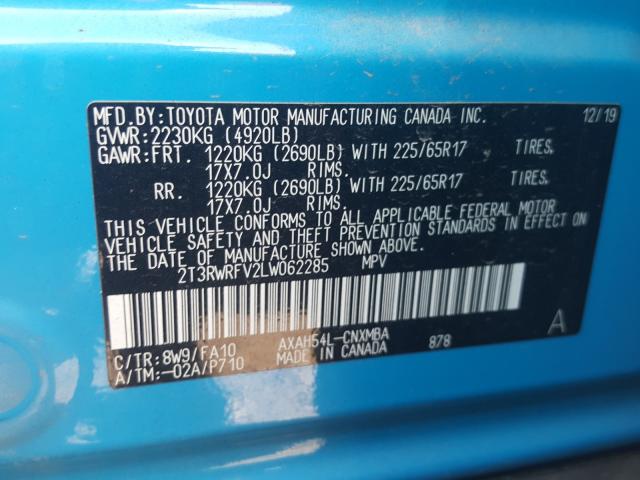 MFD.BY:TOYOTA MOTOR MANUFACTURING CANADA INC. 12/19
GVWR:2230KG (4920LB)
GAWR:FRT. 1220KG (2690LB) WITH 225/65R17 TIRES.
17X7.0J RIMS.
RR. 1220KG (2690LB) WITH 225/65R17 TIRES.
17X7.0J RIMS.
THIS VEHICLE CONFORMS TO ALL APPLICABLE FEDERAL MOTOR
VEHICLE SAFETY AND THEFT PREVENTION STANDARDS IN EFFECT ON
THE DATE OF MANUFACTURE SHOWN ABOVE.
2T3RWRFV2LW062285 MPV
C/TR:8W9/FA10 AXAH54L-CNXMBA 878 A
A/TM:-02A/P710 MADE IN CANADA